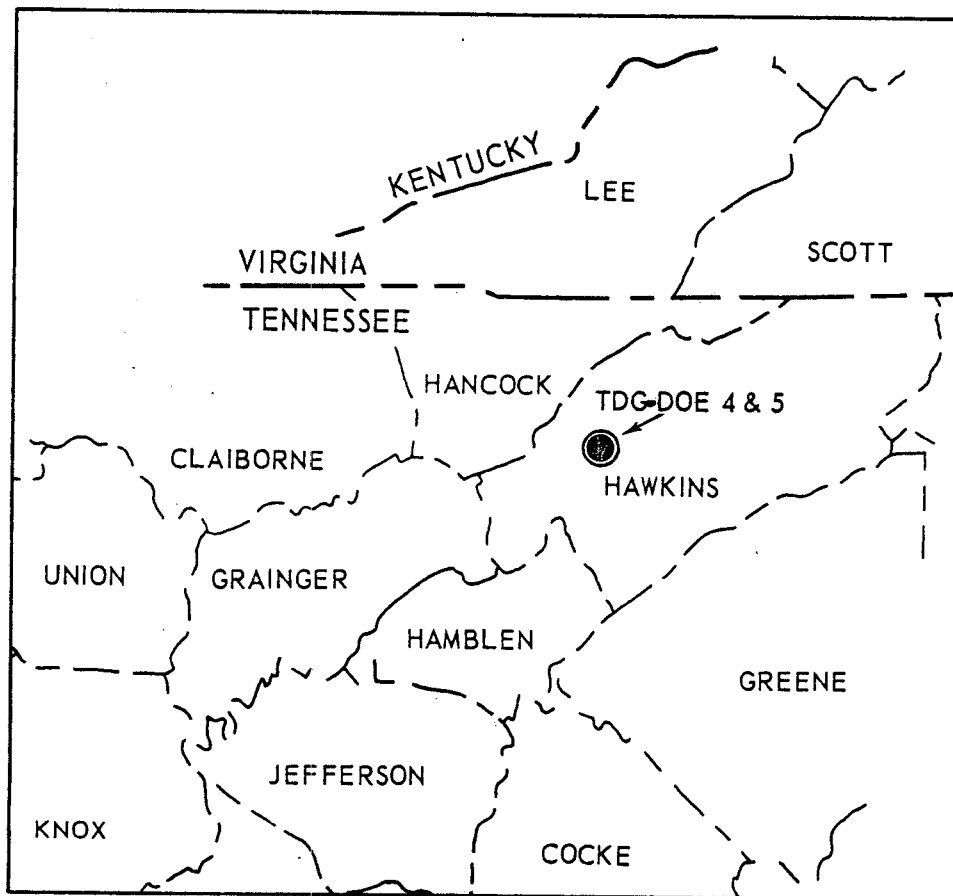 KENTUCKY
LEE
SCOTT
VIRGINIA
TENNESSEE
HANCOCK
TDG-DOE 4 & 5
CLAIBORNE
HAWKINS
UNION
GRAINGER
HAMBLEN
GREENE
JEFFERSON
KNOX
COCKE